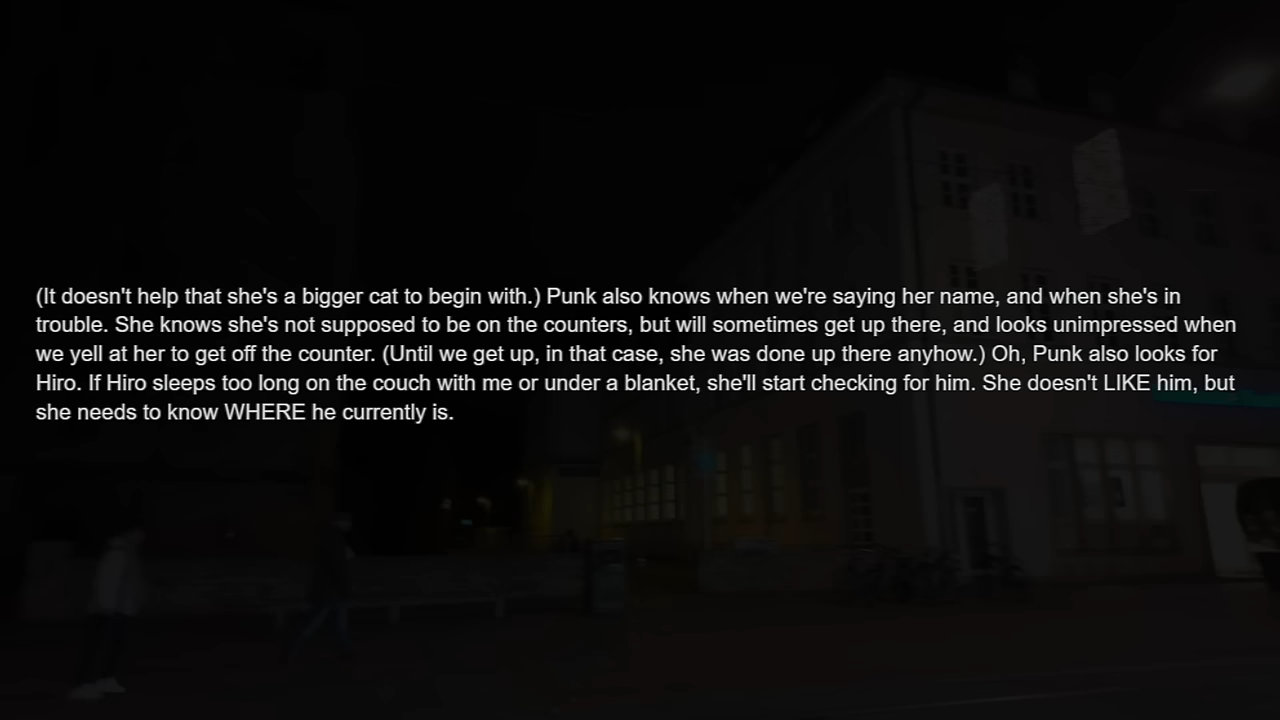 (It doesn't help that she's a bigger cat to begin with.) Punk also knows when we're saying her name, and when she's in
trouble. She knows she's not supposed to be on the counters, but will sometimes get up there, and looks unimpressed when
we yell at her to get off the counter. (Until we get up, in that case, she was done up there anyhow.) Oh, Punk also looks for
Hiro. If Hiro sleeps too long on the couch with me or under a blanket, she'll start checking for him. She doesn't LIKE him, but
she needs to know WHERE he currently is.